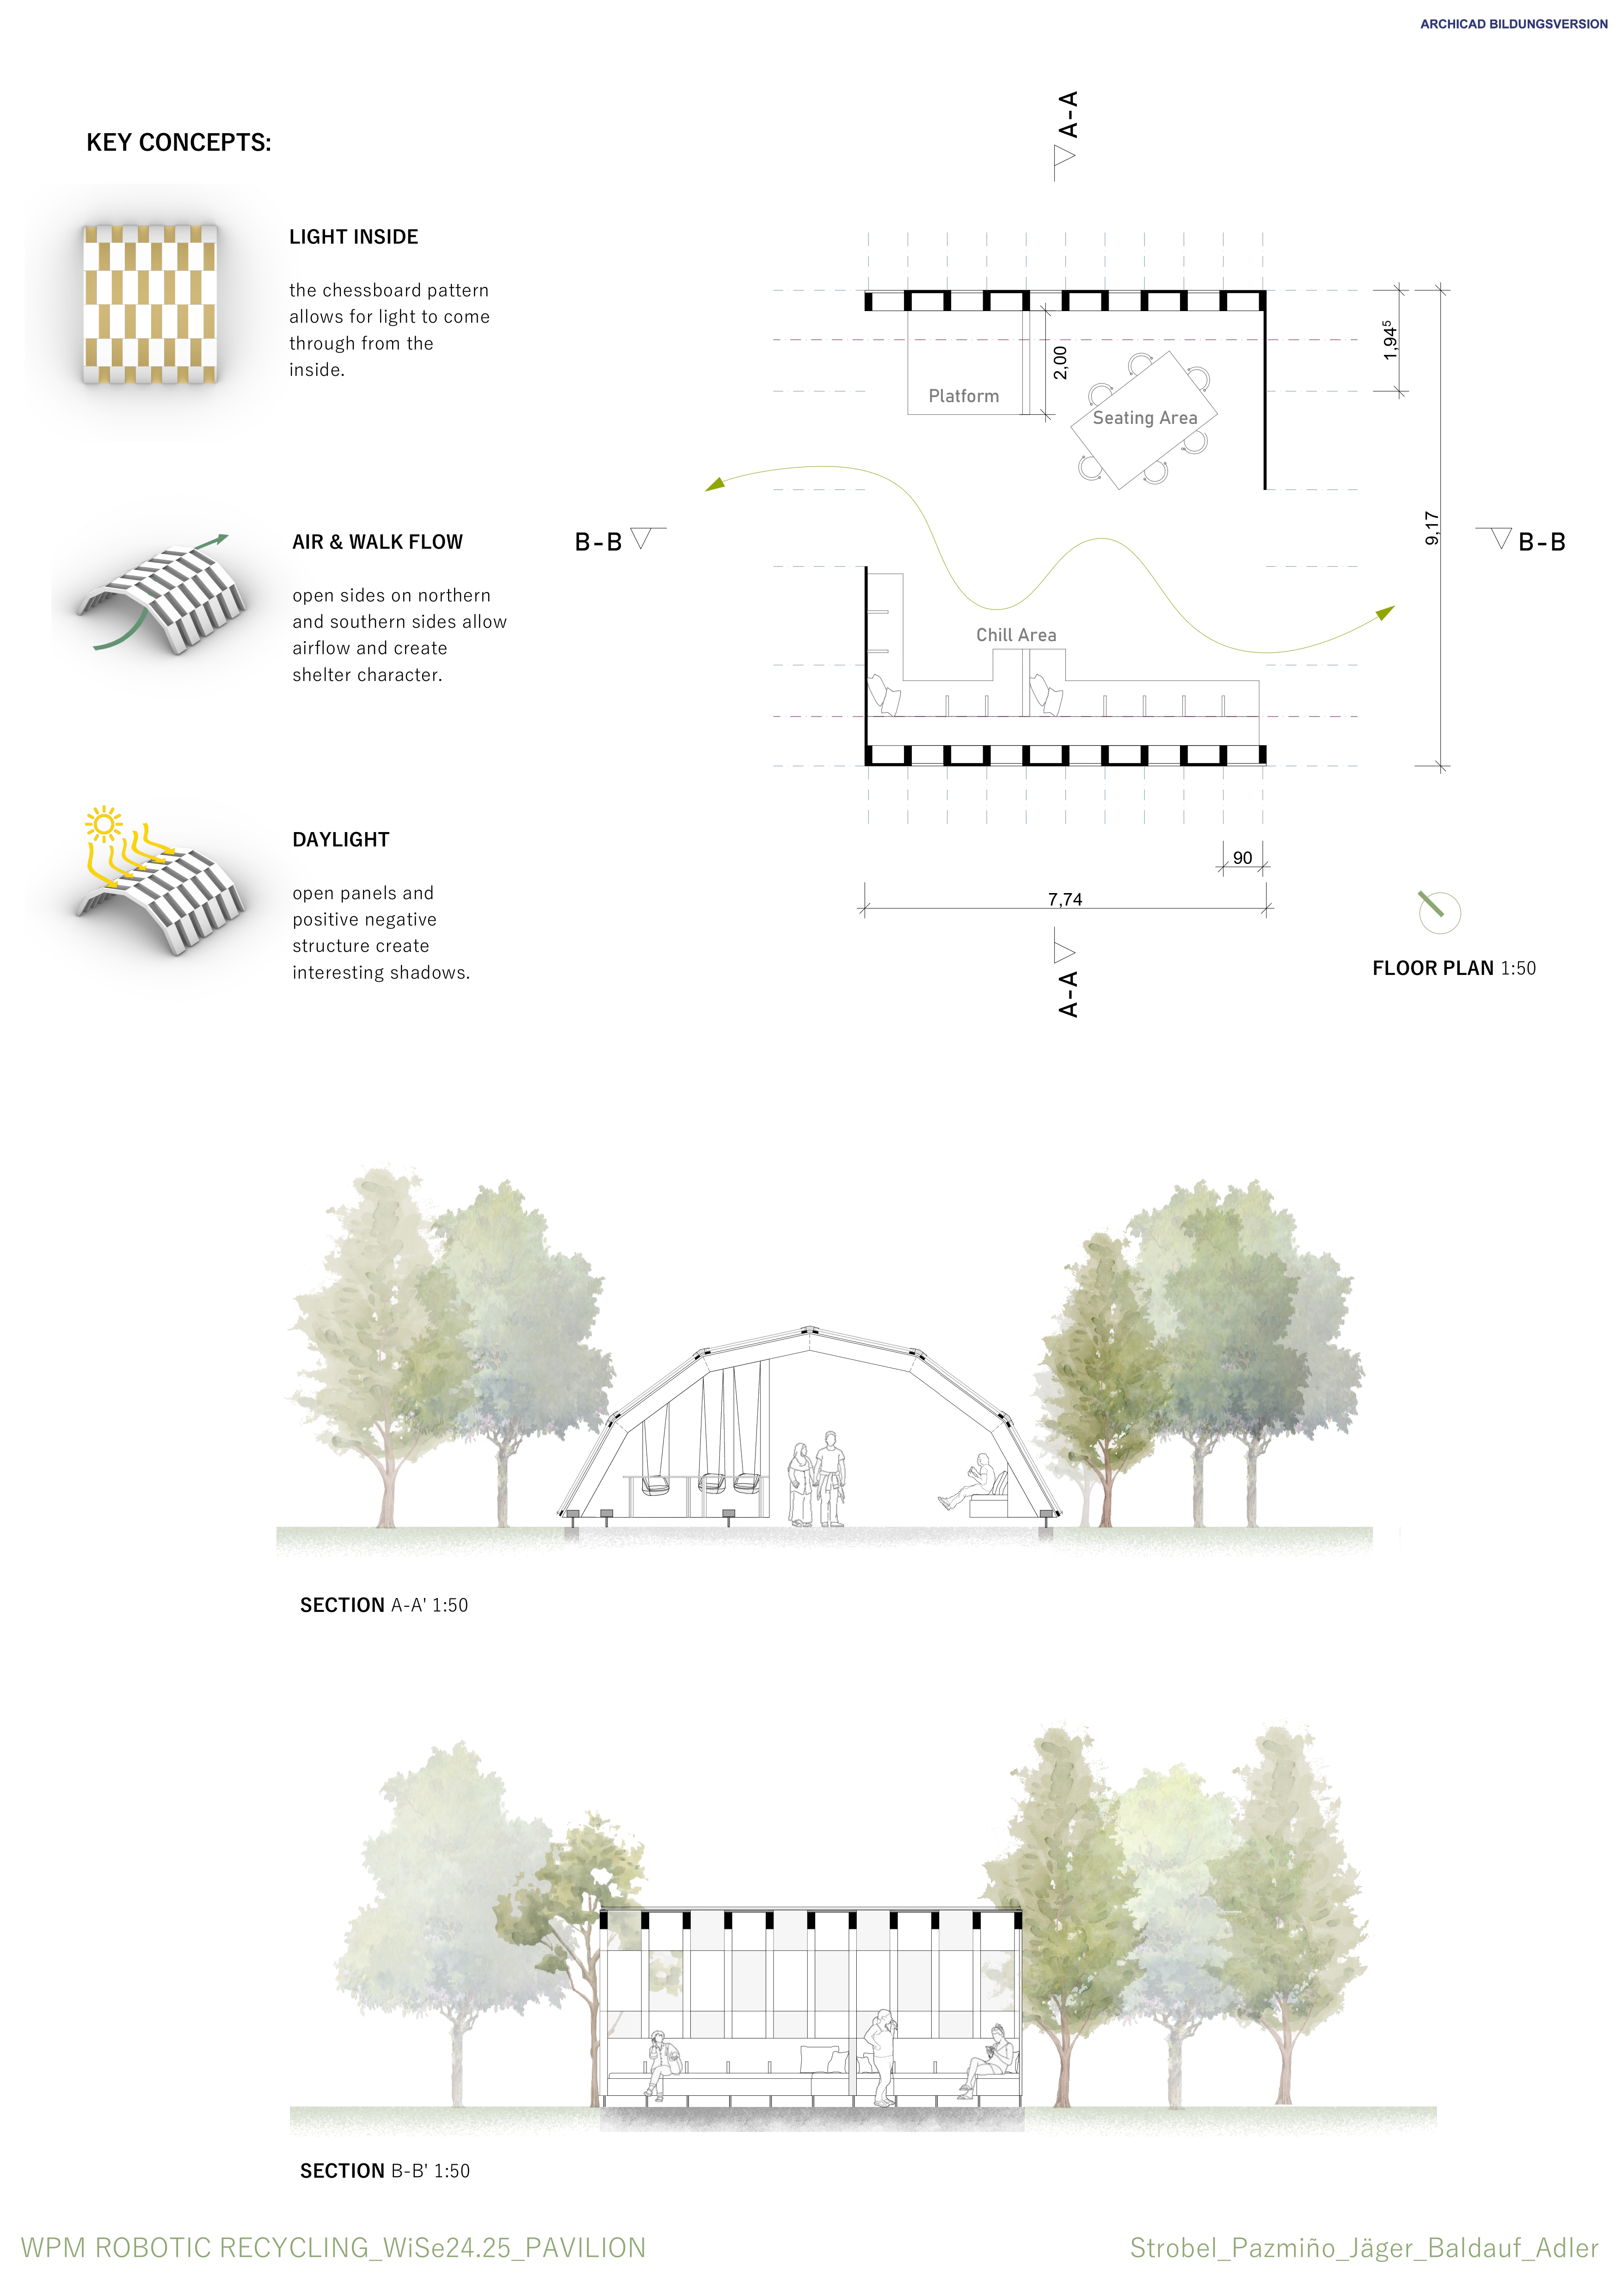 ARCHICAD BILDUNGSVERSION
KEY CONCEPTS:
LIGHT INSIDE
the chessboard pattern
allows for light to come
through from the
inside.
AIR & WALK FLOW
open sides on northern
and southern sides allow
airflow and create
shelter character.
DAYLIGHT
open panels and
positive negative
structure create
interesting shadows.
A-A
2,00
1,94⁵
Platform
Seating Area
9,17
B-B
B-B
Chill Area
90
7,74
A-A
FLOOR PLAN 1:50
SECTION A-A' 1:50
SECTION B-B' 1:50
WPM ROBOTIC RECYCLING_WiSe24.25_PAVILION
Strobel_Pazmiño_Jäger_Baldauf_Adler